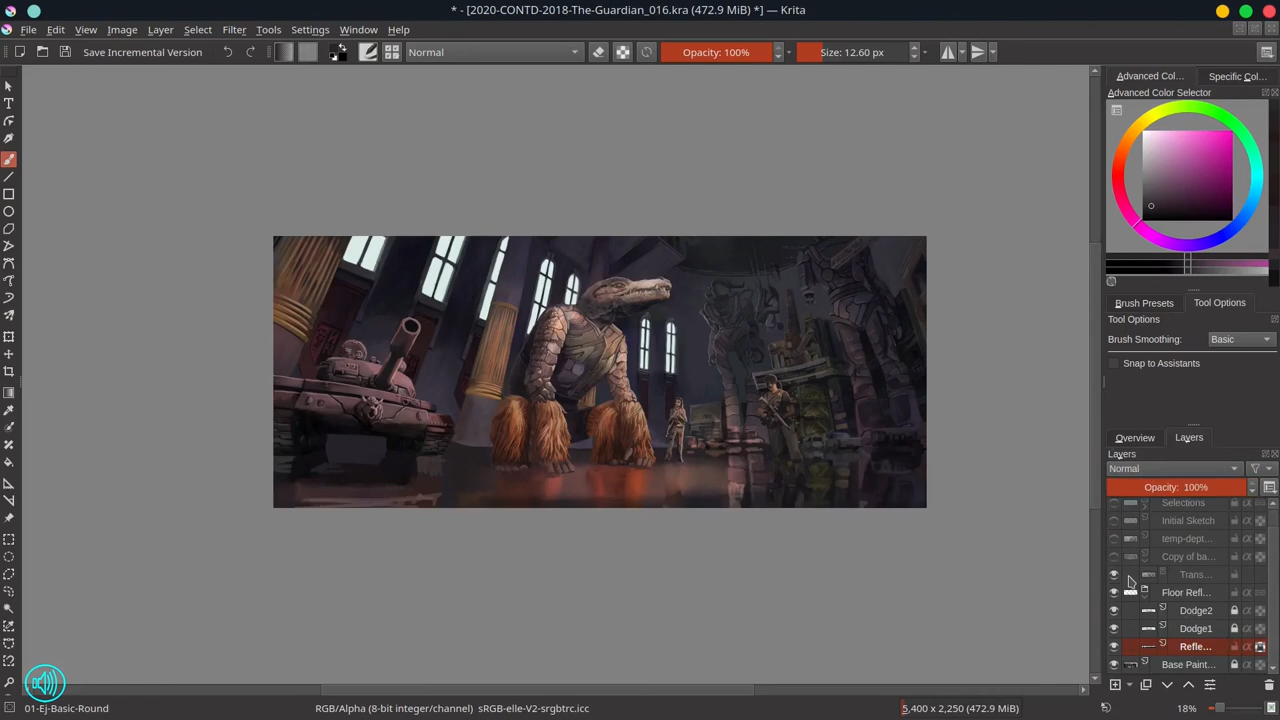 * - [2020-CONTD-2018-The-Guardian_016.kra (472.9 MiB) *] — Krita
File Edit View Image Layer Select Filter Tools Settings Window Help
Save Incremental Version Normal Opacity: 100% Size: 12.60 px
Advanced Col... Specific Col...
Advanced Color Selector
Brush Presets Tool Options
Tool Options
Brush Smoothing: Basic
Snap to Assistants
Overview Layers
Layers
Normal
Opacity: 100%
Selections
Initial Sketch
temp-dept...
Copy of ba...
Trans...
Floor Refl...
Dodge2
Dodge1
Refle...
Base Paint...
01-Ej-Basic-Round RGB/Alpha (8-bit integer/channel) sRGB-elle-V2-srgbtrc.icc 5,400 x 2,250 (472.9 MiB) 18%